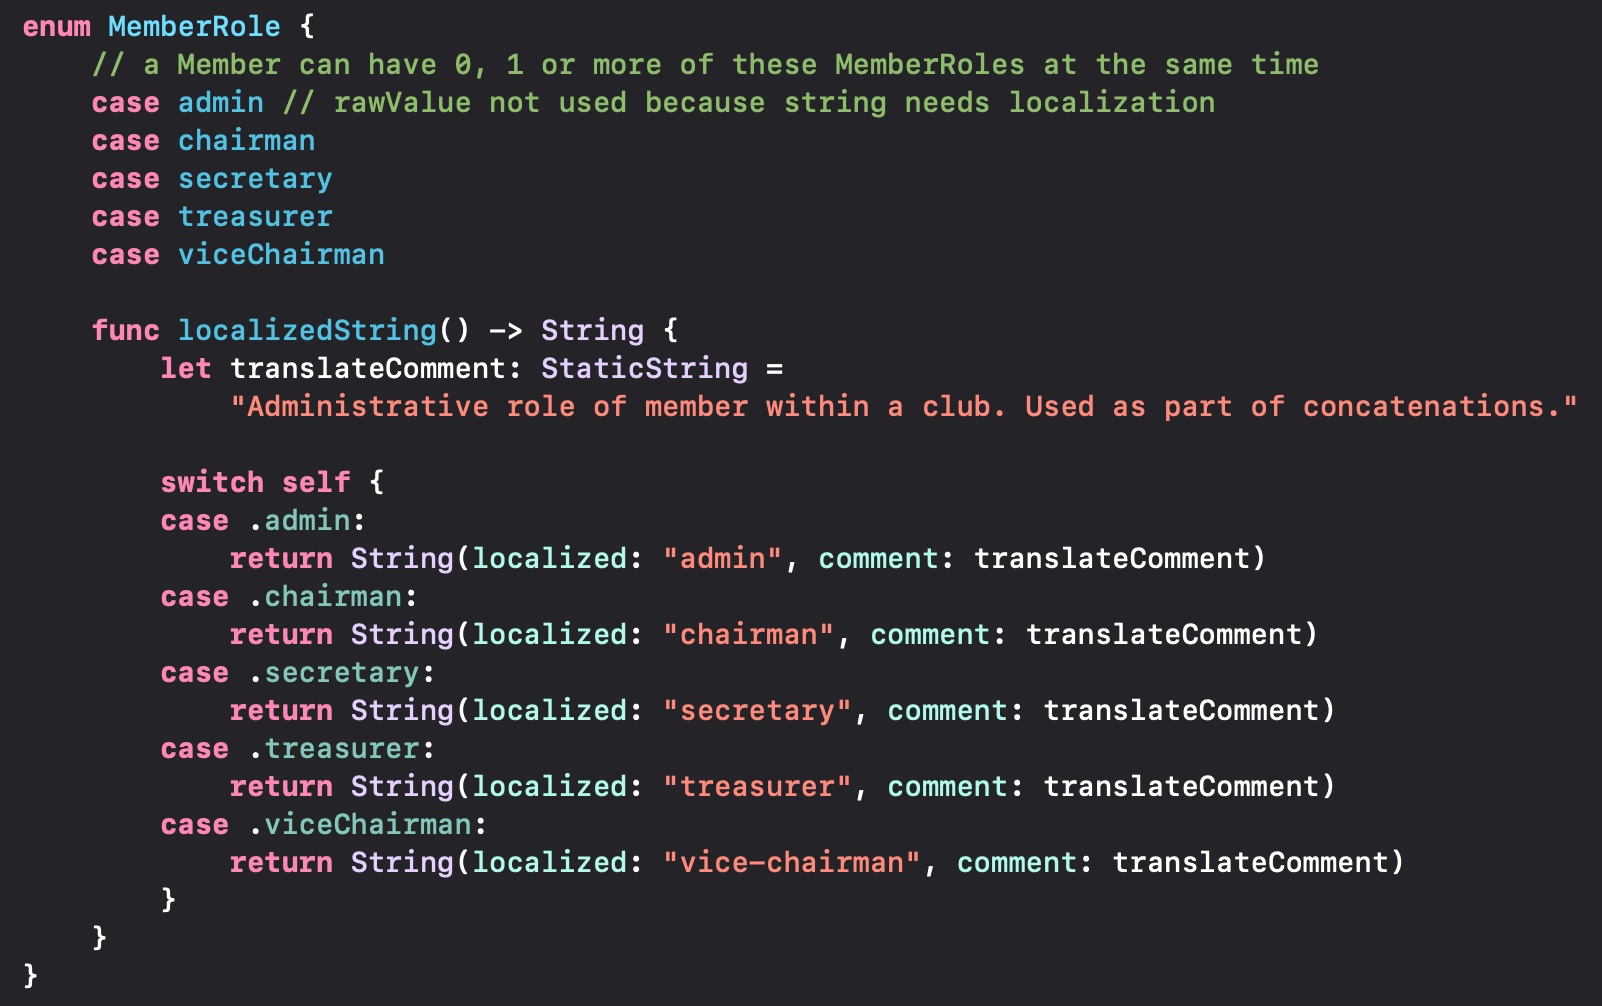 enum MemberRole {
    // a Member can have 0, 1 or more of these MemberRoles at the same time
    case admin // rawValue not used because string needs localization
    case chairman
    case secretary
    case treasurer
    case viceChairman

    func localizedString() -> String {
        let translateComment: StaticString =
            "Administrative role of member within a club. Used as part of concatenations."

        switch self {
        case .admin:
            return String(localized: "admin", comment: translateComment)
        case .chairman:
            return String(localized: "chairman", comment: translateComment)
        case .secretary:
            return String(localized: "secretary", comment: translateComment)
        case .treasurer:
            return String(localized: "treasurer", comment: translateComment)
        case .viceChairman:
            return String(localized: "vice-chairman", comment: translateComment)
        }
    }
}